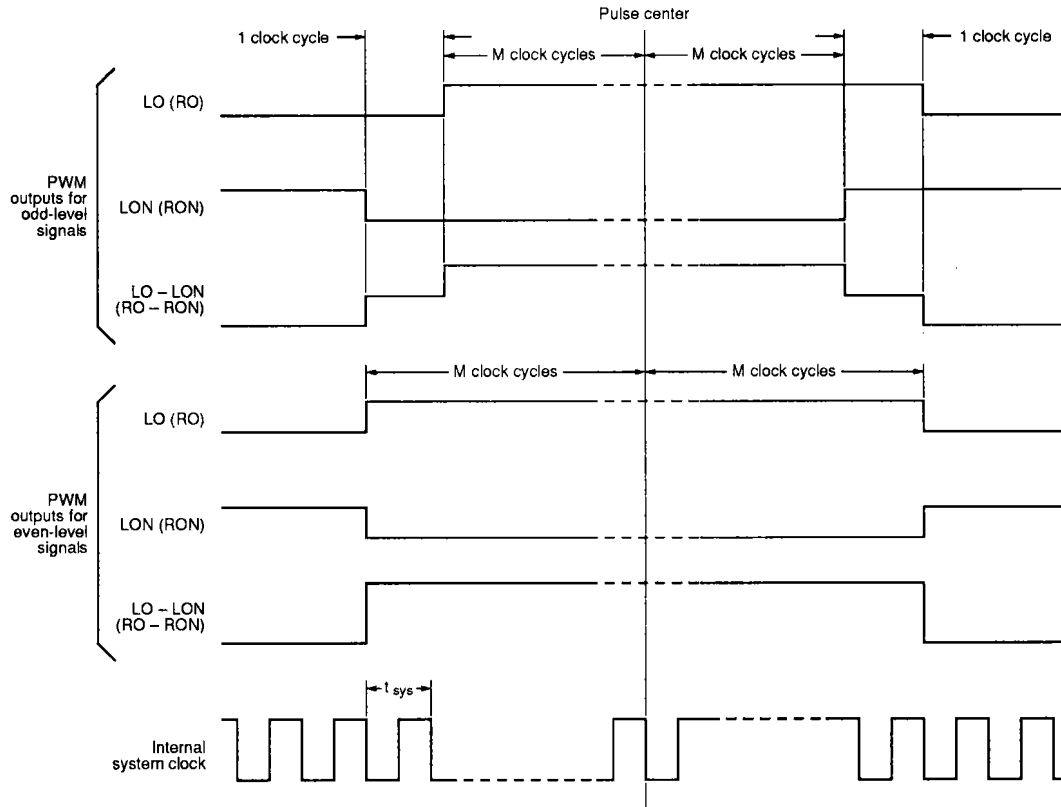 Pulse center
1 clock cycle
1 clock cycle
M clock cycles
M clock cycles
LO (RO)
PWM
outputs for
odd-level
signals
LON (RON)
LO – LON
(RO – RON)
M clock cycles
M clock cycles
LO (RO)
PWM
outputs for
even-level
signals
LON (RON)
LO – LON
(RO – RON)
t sys
Internal
system clock